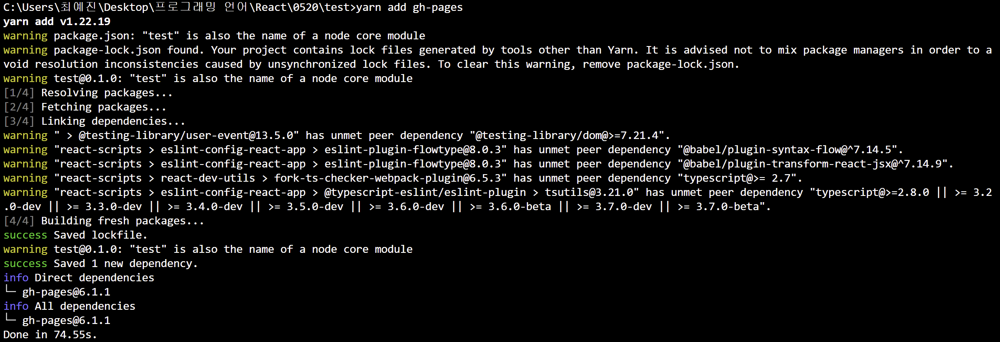 C:\Users\최예진\Desktop\프로그래밍 언어\React\0520\test>yarn add gh-pages
yarn add v1.22.19
warning package.json: "test" is also the name of a node core module
warning package-lock.json found. Your project contains lock files generated by tools other than Yarn. It is advised not to mix package managers in order to a
void resolution inconsistencies caused by unsynchronized lock files. To clear this warning, remove package-lock.json.
warning test@0.1.0: "test" is also the name of a node core module
[1/4] Resolving packages...
[2/4] Fetching packages...
[3/4] Linking dependencies...
warning " > @testing-library/user-event@13.5.0" has unmet peer dependency "@testing-library/dom@>=7.21.4".
warning "react-scripts > eslint-config-react-app > eslint-plugin-flowtype@8.0.3" has unmet peer dependency "@babel/plugin-syntax-flow@^7.14.5".
warning "react-scripts > eslint-config-react-app > eslint-plugin-flowtype@8.0.3" has unmet peer dependency "@babel/plugin-transform-react-jsx@^7.14.9".
warning "react-scripts > react-dev-utils > fork-ts-checker-webpack-plugin@6.5.3" has unmet peer dependency "typescript@>= 2.7".
warning "react-scripts > eslint-config-react-app > @typescript-eslint/eslint-plugin > tsutils@3.21.0" has unmet peer dependency "typescript@>=2.8.0 || >= 3.2
.0-dev || >= 3.3.0-dev || >= 3.4.0-dev || >= 3.5.0-dev || >= 3.6.0-dev || >= 3.6.0-beta || >= 3.7.0-dev || >= 3.7.0-beta".
[4/4] Building fresh packages...
success Saved lockfile.
warning test@0.1.0: "test" is also the name of a node core module
success Saved 1 new dependency.
info Direct dependencies
└─ gh-pages@6.1.1
info All dependencies
└─ gh-pages@6.1.1
Done in 74.55s.